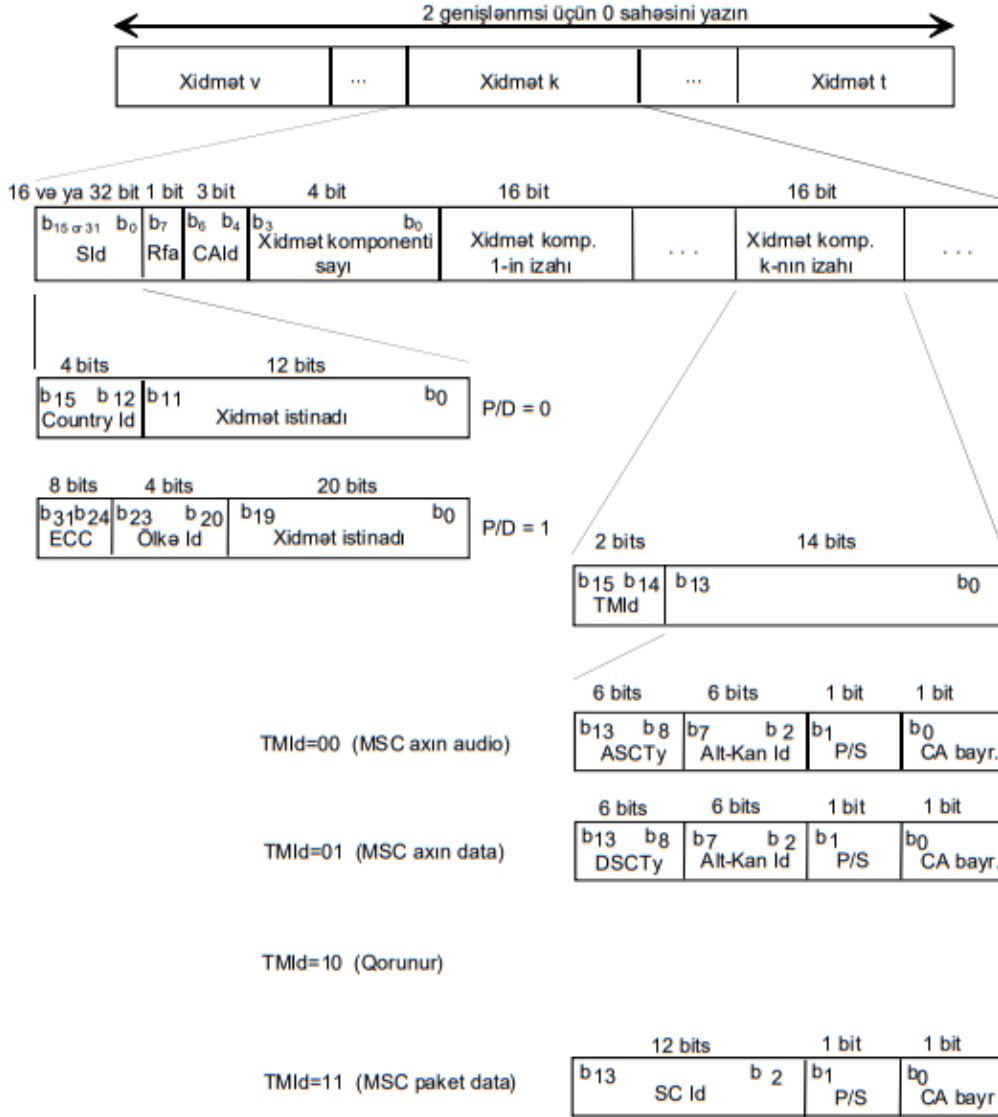 2 genişlənmsi üçün 0 sahəsini yazın
Xidmət v ... Xidmət k ... Xidmət t
16 və ya 32 bit 1 bit 3 bit 4 bit 16 bit 16 bit
b15 or 31 b0 b7 b6 b4 b3 b0
SId Rfa CAId Xidmət komponenti sayı Xidmət komp. 1-in izahı . . . Xidmət komp. k-nın izahı . . .
4 bits 12 bits
b15 b12 b11 b0
Country Id Xidmət istinadı P/D = 0
8 bits 4 bits 20 bits
b31 b24 b23 b20 b19 b0
ECC Ölkə Id Xidmət istinadı P/D = 1
2 bits 14 bits
b15 b14 b13 b0
TMId
6 bits 6 bits 1 bit 1 bit
b13 b8 b7 b2 b1 b0
TMId=00 (MSC axın audio) ASCTy Alt-Kan Id P/S CA bayr.
6 bits 6 bits 1 bit 1 bit
b13 b8 b7 b2 b1 b0
TMId=01 (MSC axın data) DSCTy Alt-Kan Id P/S CA bayr.
TMId=10 (Qorunur)
12 bits 1 bit 1 bit
b13 b2 b1 b0
TMId=11 (MSC paket data) SC Id P/S CA bayr